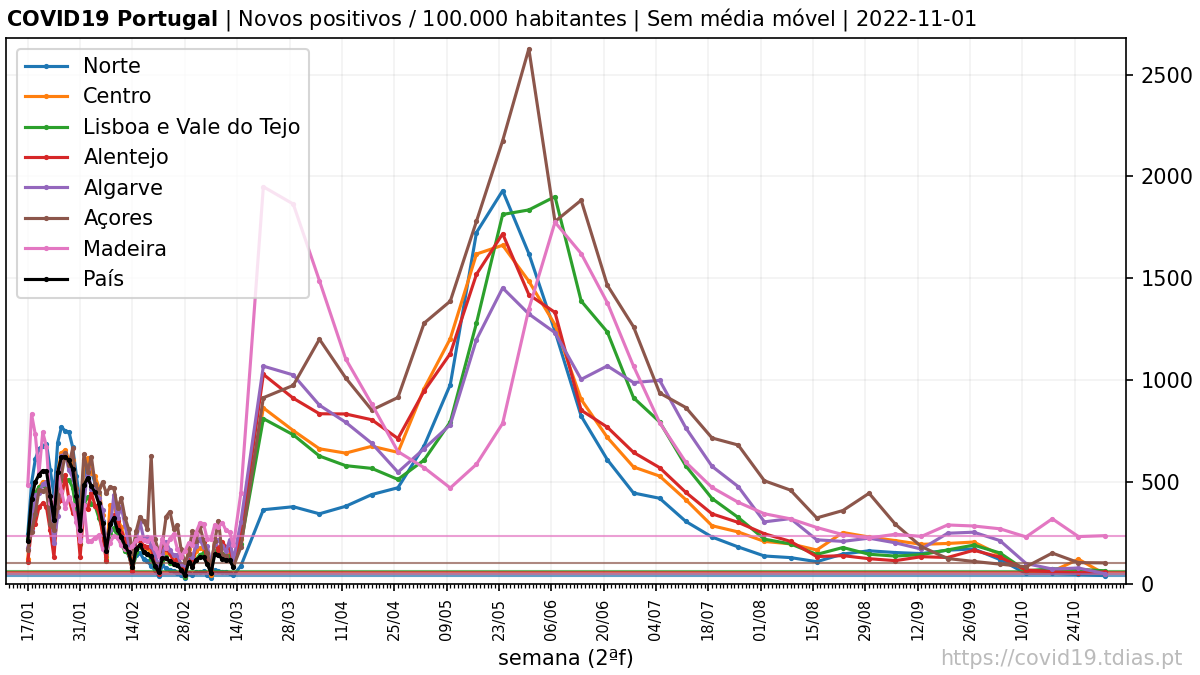 COVID19 Portugal | Novos positivos / 100.000 habitantes | Sem média móvel | 2022-11-01
Norte
Centro
Lisboa e Vale do Tejo
Alentejo
Algarve
Açores
Madeira
País
2500
2000
1500
1000
500
0
17/01
31/01
14/02
28/02
14/03
28/03
11/04
25/04
09/05
23/05
06/06
20/06
04/07
18/07
01/08
15/08
29/08
12/09
26/09
10/10
24/10
semana (2ªf)
https://covid19.tdias.pt